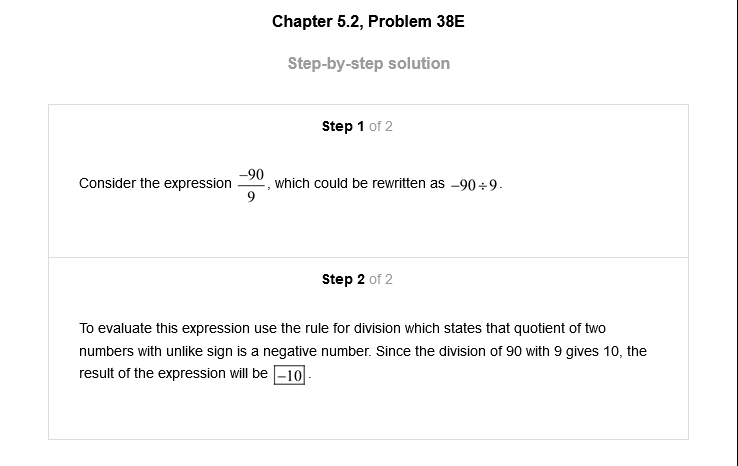 Chapter 5.2, Problem 38E
Step-by-step solution
Step 1 of 2
Consider the expression −90/9, which could be rewritten as −90÷9.
Step 2 of 2
To evaluate this expression use the rule for division which states that quotient of two
numbers with unlike sign is a negative number. Since the division of 90 with 9 gives 10, the
result of the expression will be −10.